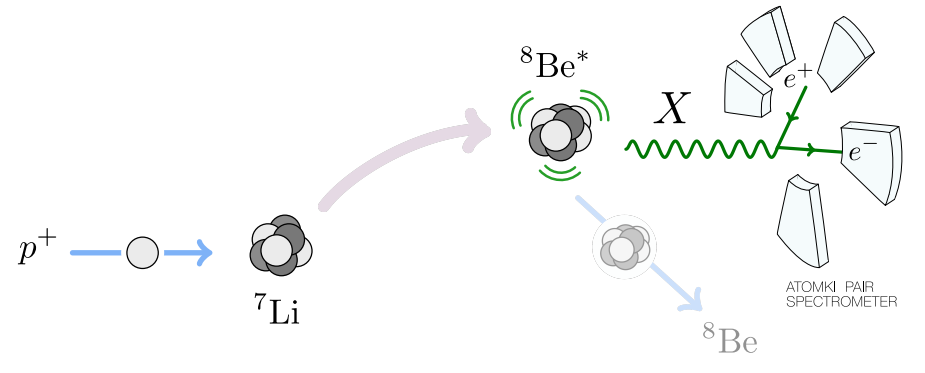 ⁸Be*
X
e⁺
e⁻
p⁺
⁷Li
ATOMKI PAIR
SPECTROMETER
⁸Be